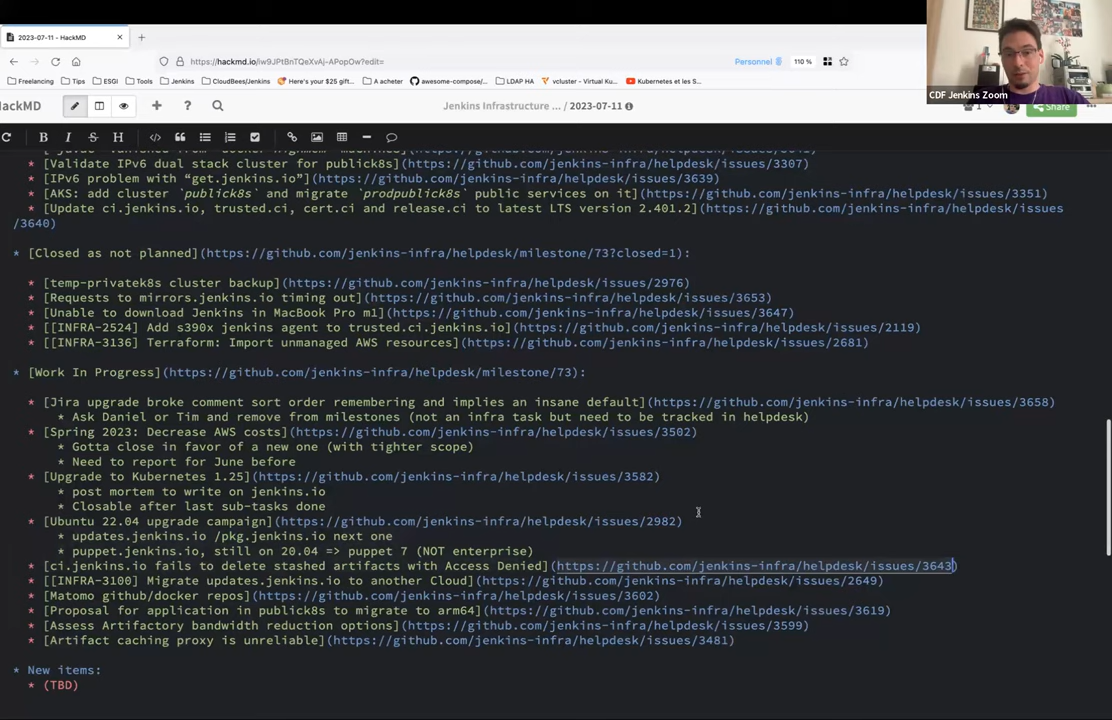 2023-07-11 - HackMD
https://hackmd.io/iw9JPtBnTQeXvAj-APopOw?edit=
Personnel
110 %
Freelancing
Tips
ESGI
Tools
Jenkins
CloudBees/Jenkins
Here's your $25 gift...
A acheter
awesome-compose/...
LDAP HA
vcluster - Virtual Ku...
Kubernetes et les S...
CDF Jenkins Zoom
HackMD
Jenkins Infrastructure ... / 2023-07-11
1
Share
B I S H
* [Validate IPv6 dual stack cluster for publick8s](https://github.com/jenkins-infra/helpdesk/issues/3307)
* [IPv6 problem with “get.jenkins.io”](https://github.com/jenkins-infra/helpdesk/issues/3639)
* [AKS: add cluster `publick8s` and migrate `prodpublick8s` public services on it](https://github.com/jenkins-infra/helpdesk/issues/3351)
* [Update ci.jenkins.io, trusted.ci, cert.ci and release.ci to latest LTS version 2.401.2](https://github.com/jenkins-infra/helpdesk/issues
/3640)
* [Closed as not planned](https://github.com/jenkins-infra/helpdesk/milestone/73?closed=1):
* [temp-privatek8s cluster backup](https://github.com/jenkins-infra/helpdesk/issues/2976)
* [Requests to mirrors.jenkins.io timing out](https://github.com/jenkins-infra/helpdesk/issues/3653)
* [Unable to download Jenkins in MacBook Pro m1](https://github.com/jenkins-infra/helpdesk/issues/3647)
* [[INFRA-2524] Add s390x jenkins agent to trusted.ci.jenkins.io](https://github.com/jenkins-infra/helpdesk/issues/2119)
* [[INFRA-3136] Terraform: Import unmanaged AWS resources](https://github.com/jenkins-infra/helpdesk/issues/2681)
* [Work In Progress](https://github.com/jenkins-infra/helpdesk/milestone/73):
* [Jira upgrade broke comment sort order remembering and implies an insane default](https://github.com/jenkins-infra/helpdesk/issues/3658)
* Ask Daniel or Tim and remove from milestones (not an infra task but need to be tracked in helpdesk)
* [Spring 2023: Decrease AWS costs](https://github.com/jenkins-infra/helpdesk/issues/3502)
* Gotta close in favor of a new one (with tighter scope)
* Need to report for June before
* [Upgrade to Kubernetes 1.25](https://github.com/jenkins-infra/helpdesk/issues/3582)
* post mortem to write on jenkins.io
* Closable after last sub-tasks done
* [Ubuntu 22.04 upgrade campaign](https://github.com/jenkins-infra/helpdesk/issues/2982)
* updates.jenkins.io /pkg.jenkins.io next one
* puppet.jenkins.io, still on 20.04 => puppet 7 (NOT enterprise)
* [ci.jenkins.io fails to delete stashed artifacts with Access Denied](https://github.com/jenkins-infra/helpdesk/issues/3643)
* [[INFRA-3100] Migrate updates.jenkins.io to another Cloud](https://github.com/jenkins-infra/helpdesk/issues/2649)
* [Matomo github/docker repos](https://github.com/jenkins-infra/helpdesk/issues/3602)
* [Proposal for application in publick8s to migrate to arm64](https://github.com/jenkins-infra/helpdesk/issues/3619)
* [Assess Artifactory bandwidth reduction options](https://github.com/jenkins-infra/helpdesk/issues/3599)
* [Artifact caching proxy is unreliable](https://github.com/jenkins-infra/helpdesk/issues/3481)
* New items:
* (TBD)